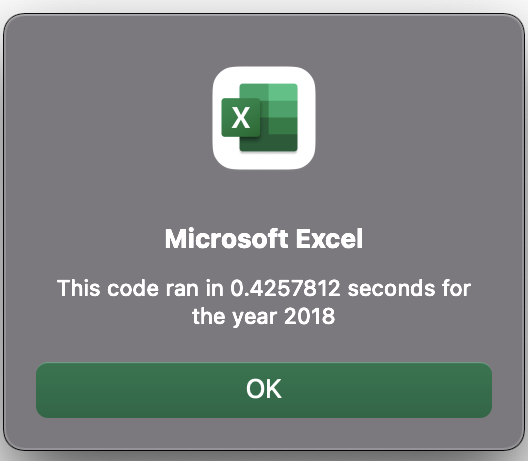 X
Microsoft Excel
This code ran in 0.4257812 seconds for
the year 2018
OK